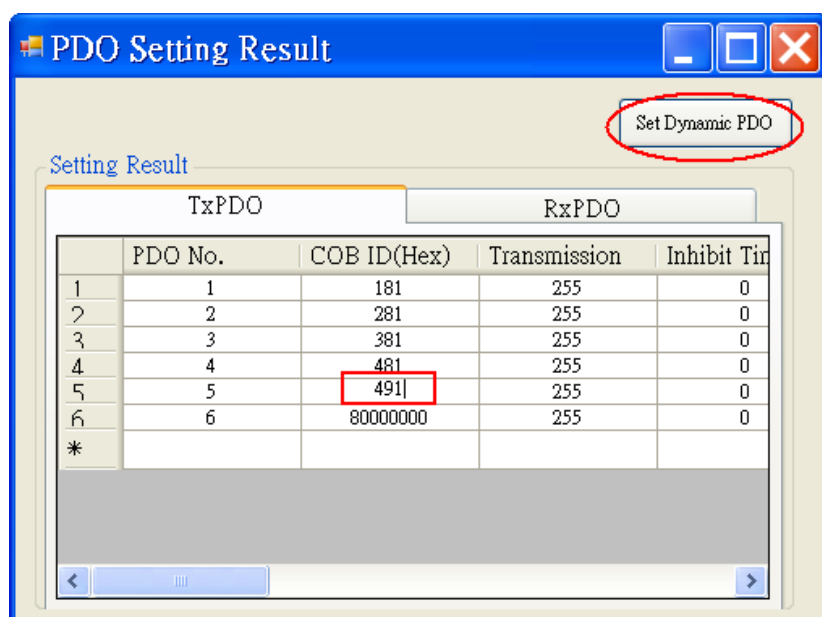 PDO Setting Result
Set Dynamic PDO
Setting Result
TxPDO RxPDO
PDO No. COB ID(Hex) Transmission Inhibit Tim
1 1 181 255 0
2 2 281 255 0
3 3 381 255 0
4 4 481 255 0
5 5 491 255 0
6 6 80000000 255 0
*